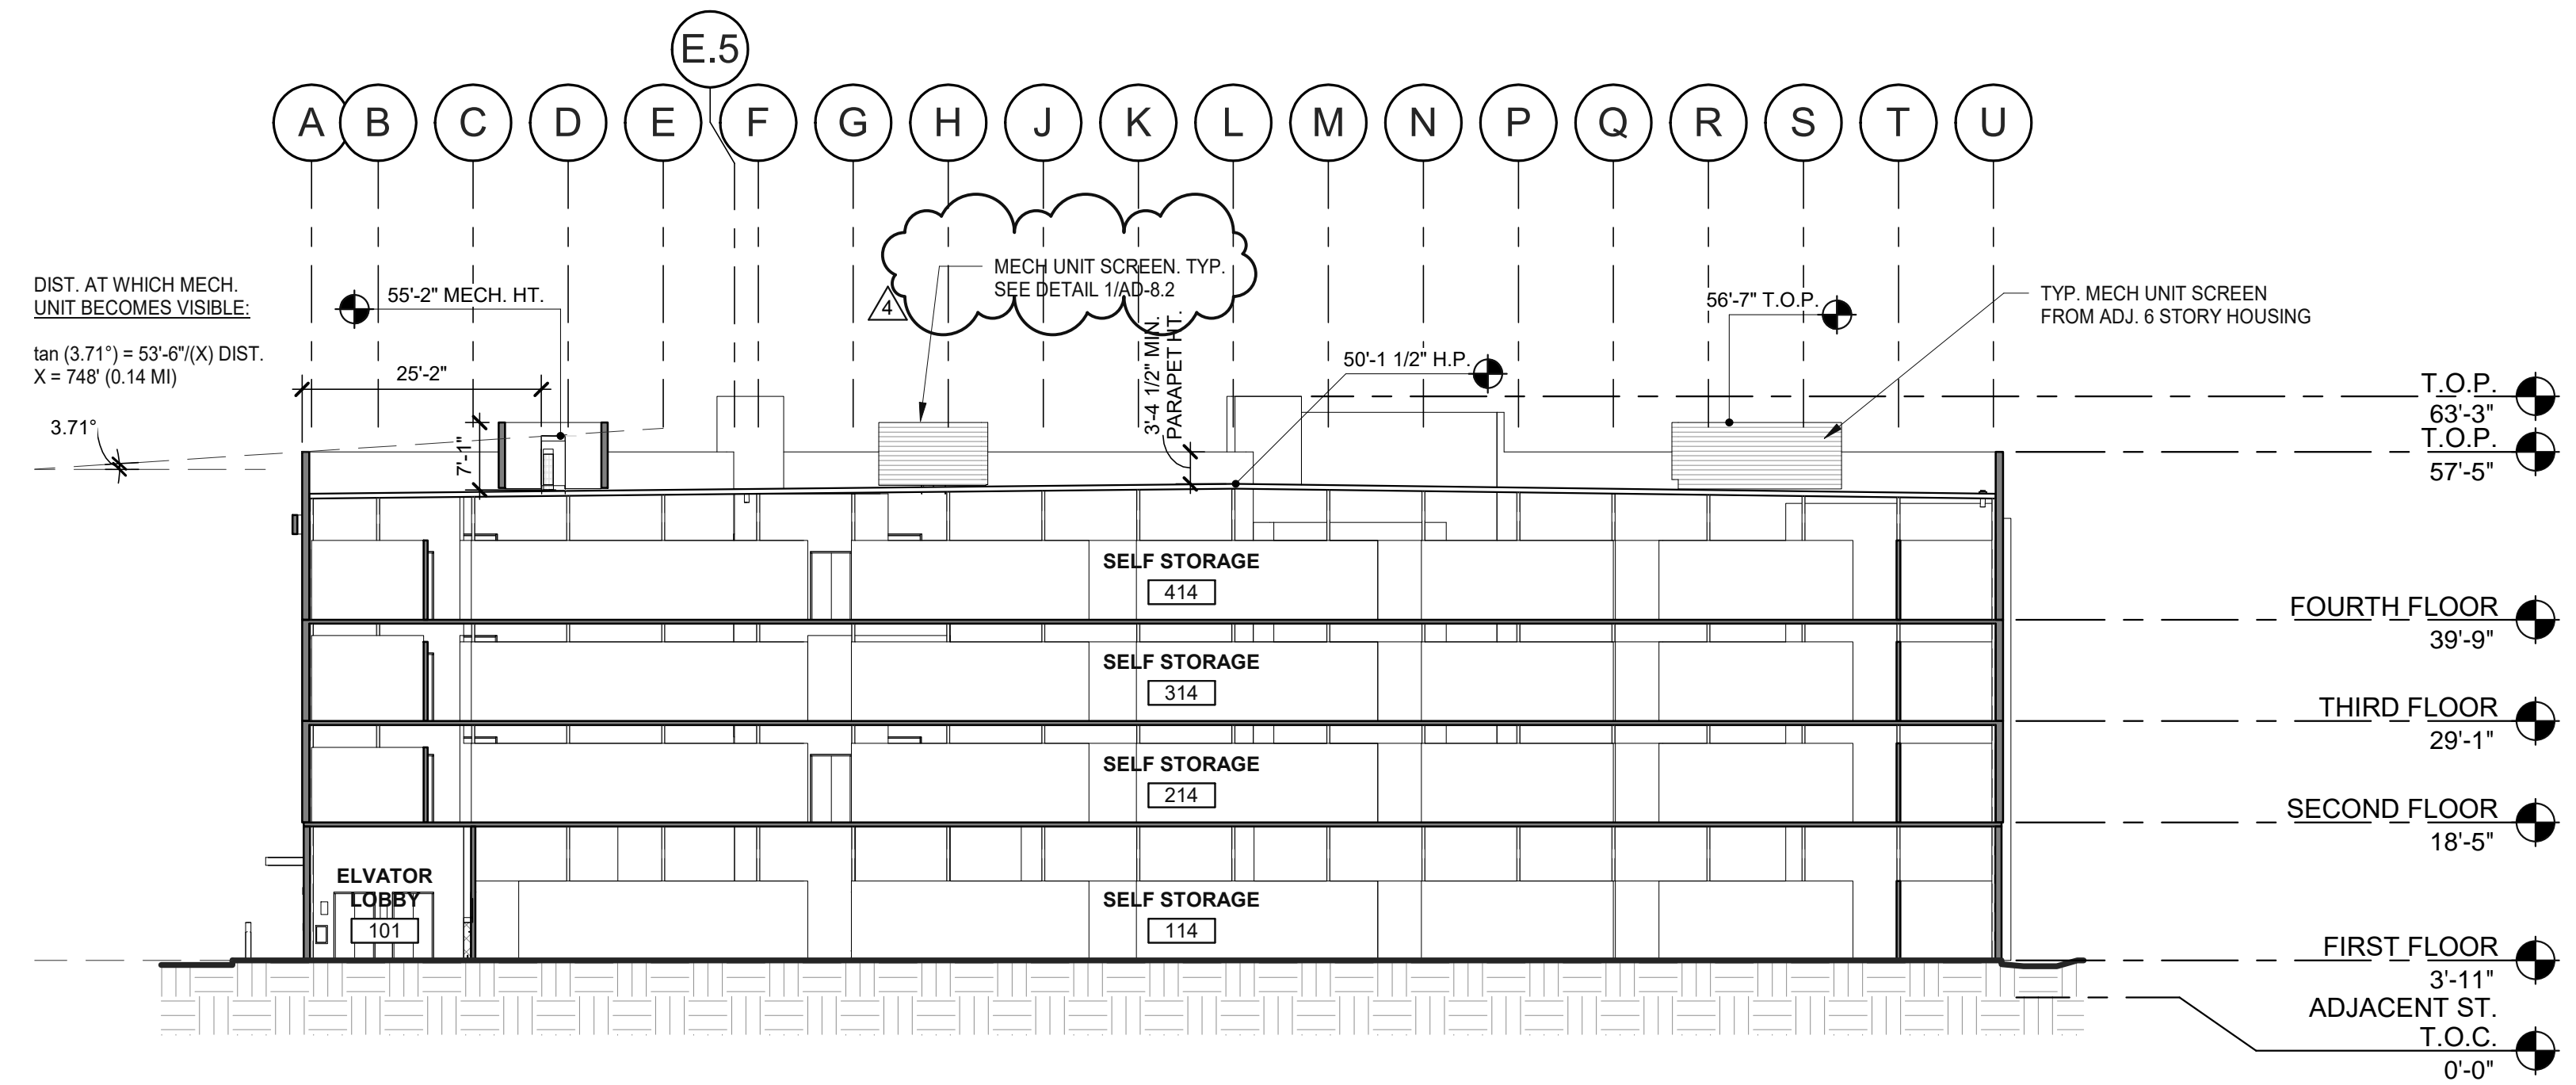 E.5
A B C D E F G H J K L M N P Q R S T U
DIST. AT WHICH MECH.
UNIT BECOMES VISIBLE:
tan (3.71°) = 53'-6"/(X) DIST.
X = 748' (0.14 MI)
3.71°
55'-2" MECH. HT.
25'-2"
7'-1"
MECH UNIT SCREEN. TYP.
SEE DETAIL 1/AD-8.2
4
3'-4 1/2" MIN.
PARAPET HT.
50'-1 1/2" H.P.
56'-7" T.O.P.
TYP. MECH UNIT SCREEN
FROM ADJ. 6 STORY HOUSING
T.O.P.
63'-3"
T.O.P.
57'-5"
SELF STORAGE
414
FOURTH FLOOR
39'-9"
SELF STORAGE
314
THIRD FLOOR
29'-1"
SELF STORAGE
214
SECOND FLOOR
18'-5"
ELVATOR
LOBBY
101
SELF STORAGE
114
FIRST FLOOR
3'-11"
ADJACENT ST.
T.O.C.
0'-0"